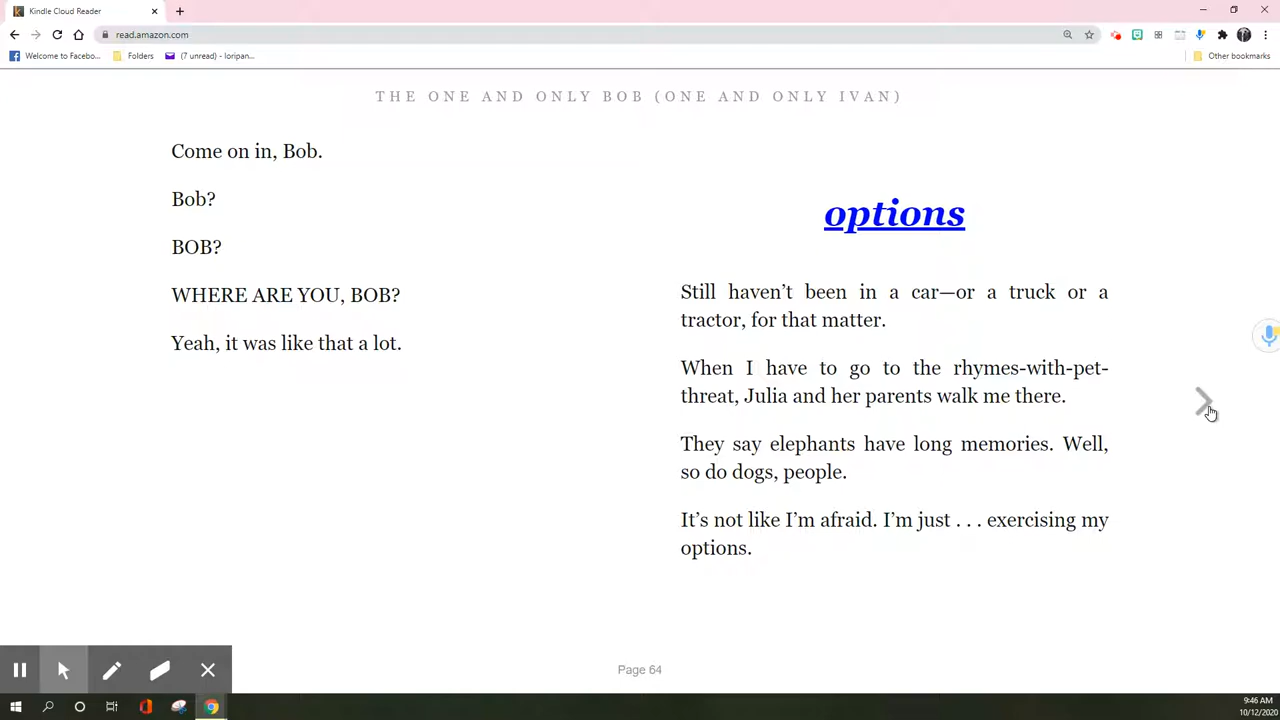 Kindle Cloud Reader
read.amazon.com
Welcome to Facebo...
Folders
(7 unread) - loripan...
Other bookmarks
THE ONE AND ONLY BOB (ONE AND ONLY IVAN)
Come on in, Bob.
Bob?
BOB?
WHERE ARE YOU, BOB?
Yeah, it was like that a lot.
options
Still haven’t been in a car—or a truck or a
tractor, for that matter.
When I have to go to the rhymes-with-pet-
threat, Julia and her parents walk me there.
They say elephants have long memories. Well,
so do dogs, people.
It’s not like I’m afraid. I’m just . . . exercising my
options.
Page 64
9:46 AM
10/12/2020